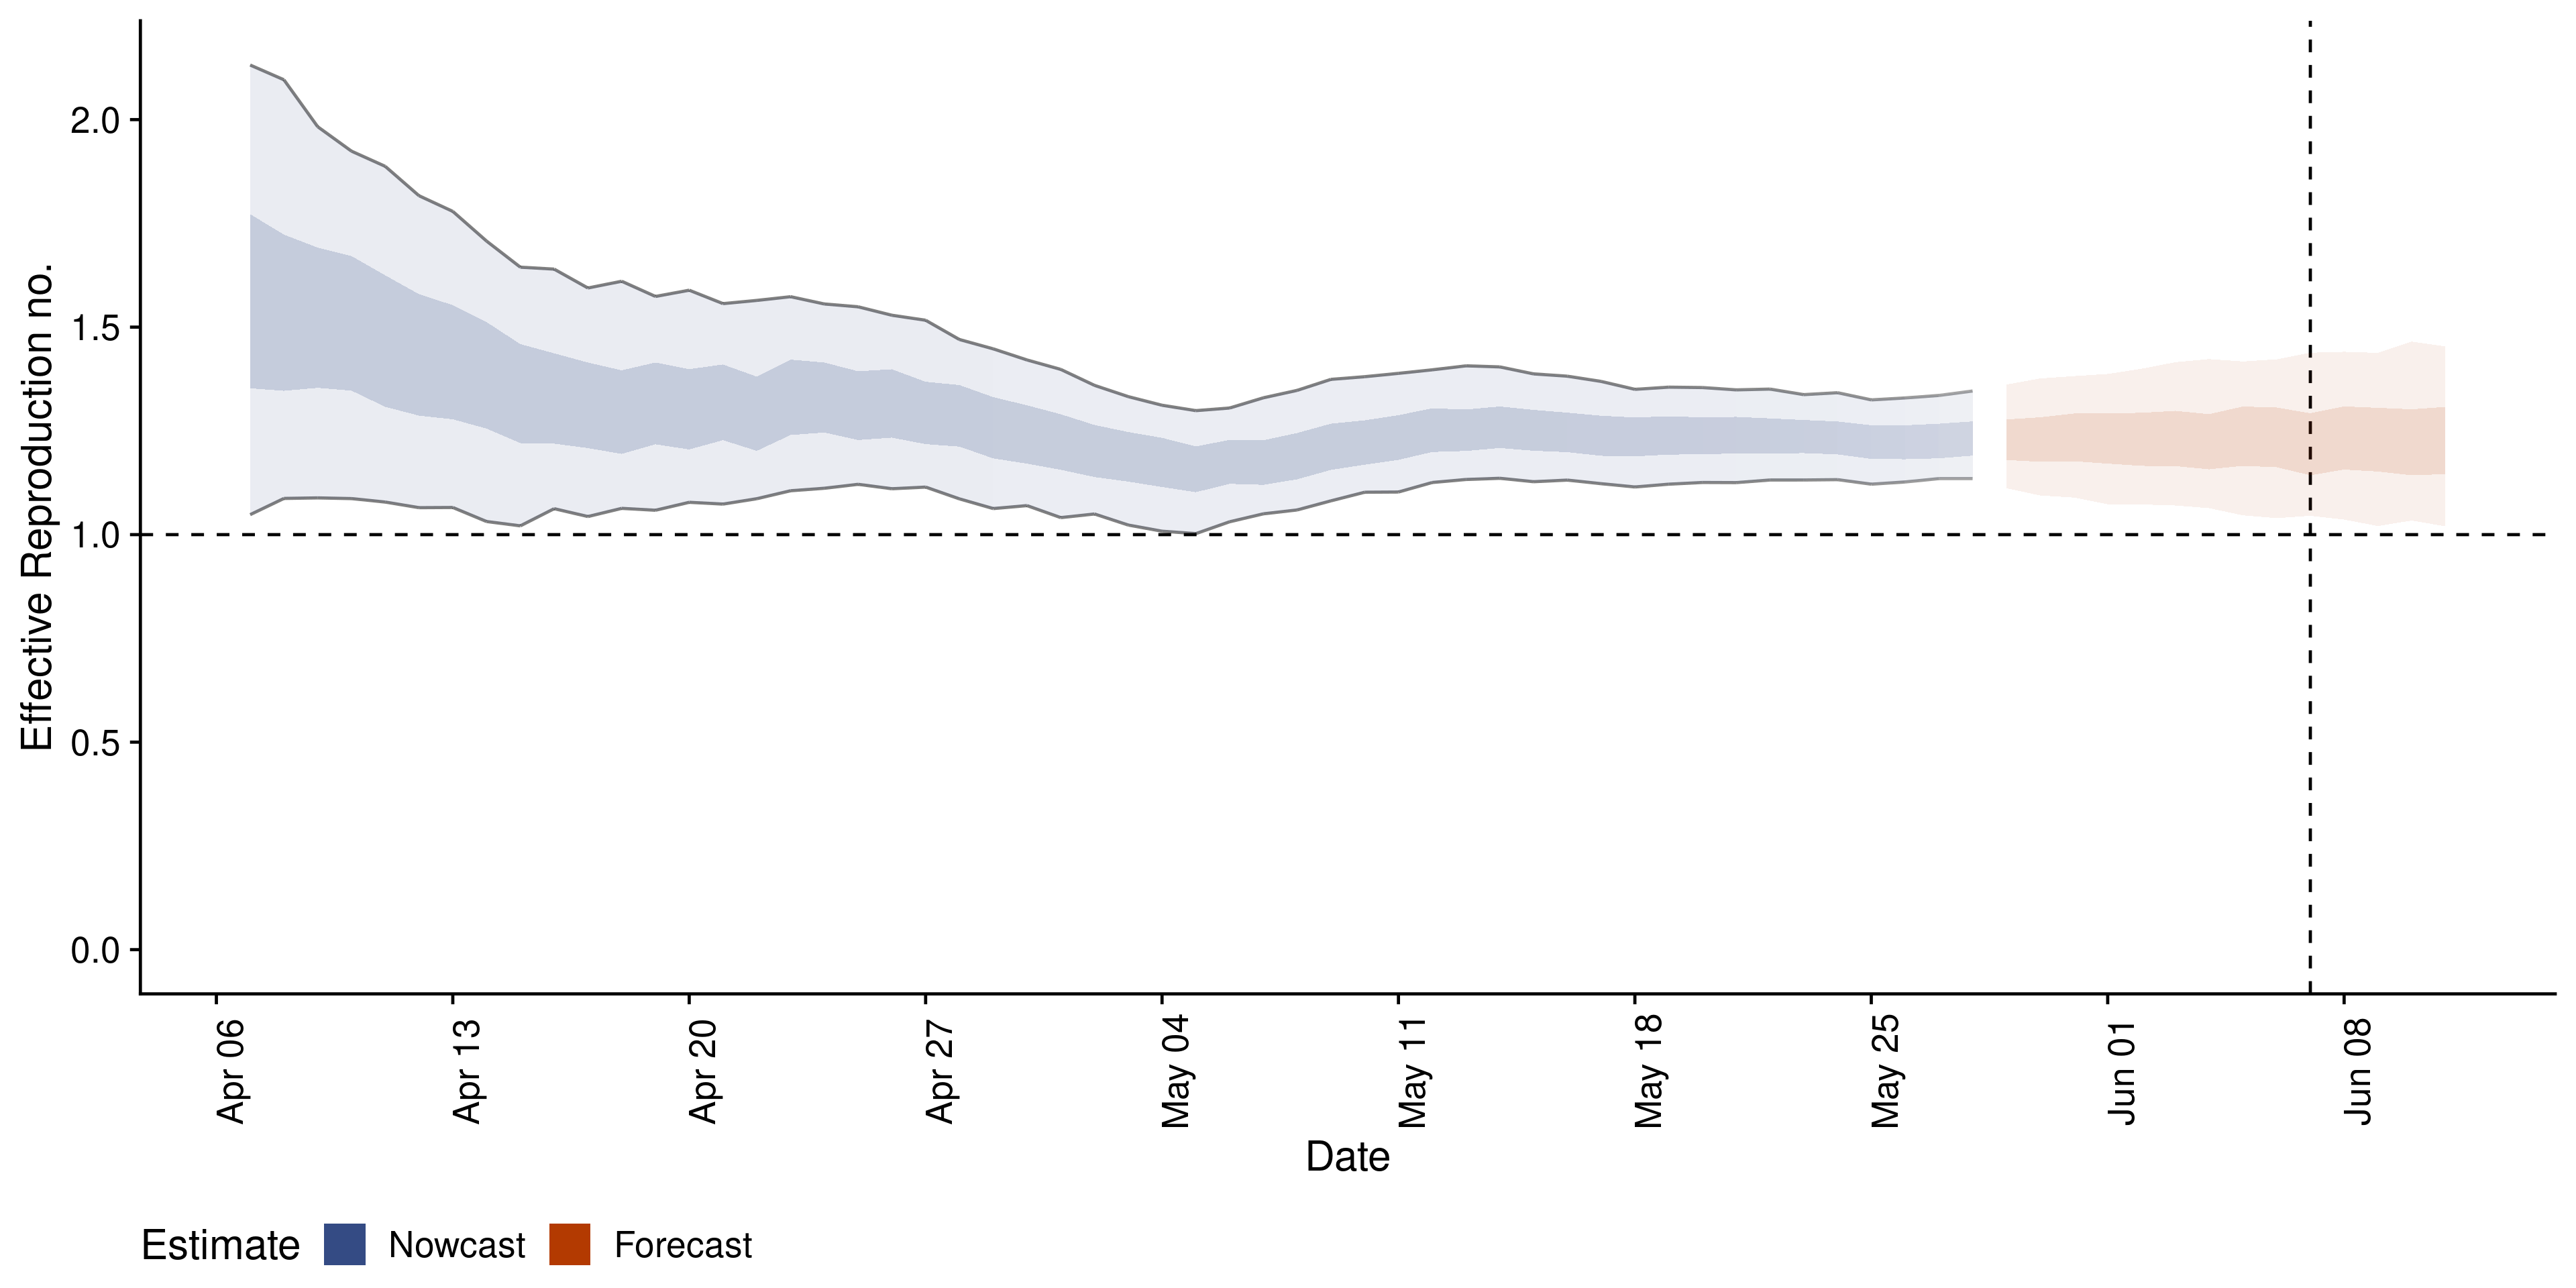 Effective Reproduction no.
2.0
1.5
1.0
0.5
0.0
Apr 06
Apr 13
Apr 20
Apr 27
May 04
May 11
May 18
May 25
Jun 01
Jun 08
Date
Estimate Nowcast Forecast